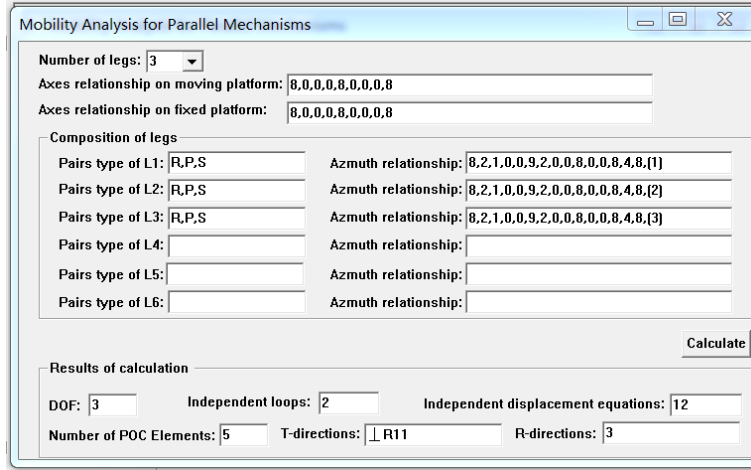 Mobility Analysis for Parallel Mechanisms
Number of legs: 3
Axes relationship on moving platform: 8,0,0,0,8,0,0,0,8
Axes relationship on fixed platform: 8,0,0,0,8,0,0,0,8
Composition of legs
Pairs type of L1: R,P,S Azmuth relationship: 8,2,1,0,0,9,2,0,0,8,0,0,8,4,8,(1)
Pairs type of L2: R,P,S Azmuth relationship: 8,2,1,0,0,9,2,0,0,8,0,0,8,4,8,(2)
Pairs type of L3: R,P,S Azmuth relationship: 8,2,1,0,0,9,2,0,0,8,0,0,8,4,8,(3)
Pairs type of L4: Azmuth relationship:
Pairs type of L5: Azmuth relationship:
Pairs type of L6: Azmuth relationship:
Calculate
Results of calculation
DOF: 3 Independent loops: 2 Independent displacement equations: 12
Number of POC Elements: 5 T-directions: ⊥R11 R-directions: 3